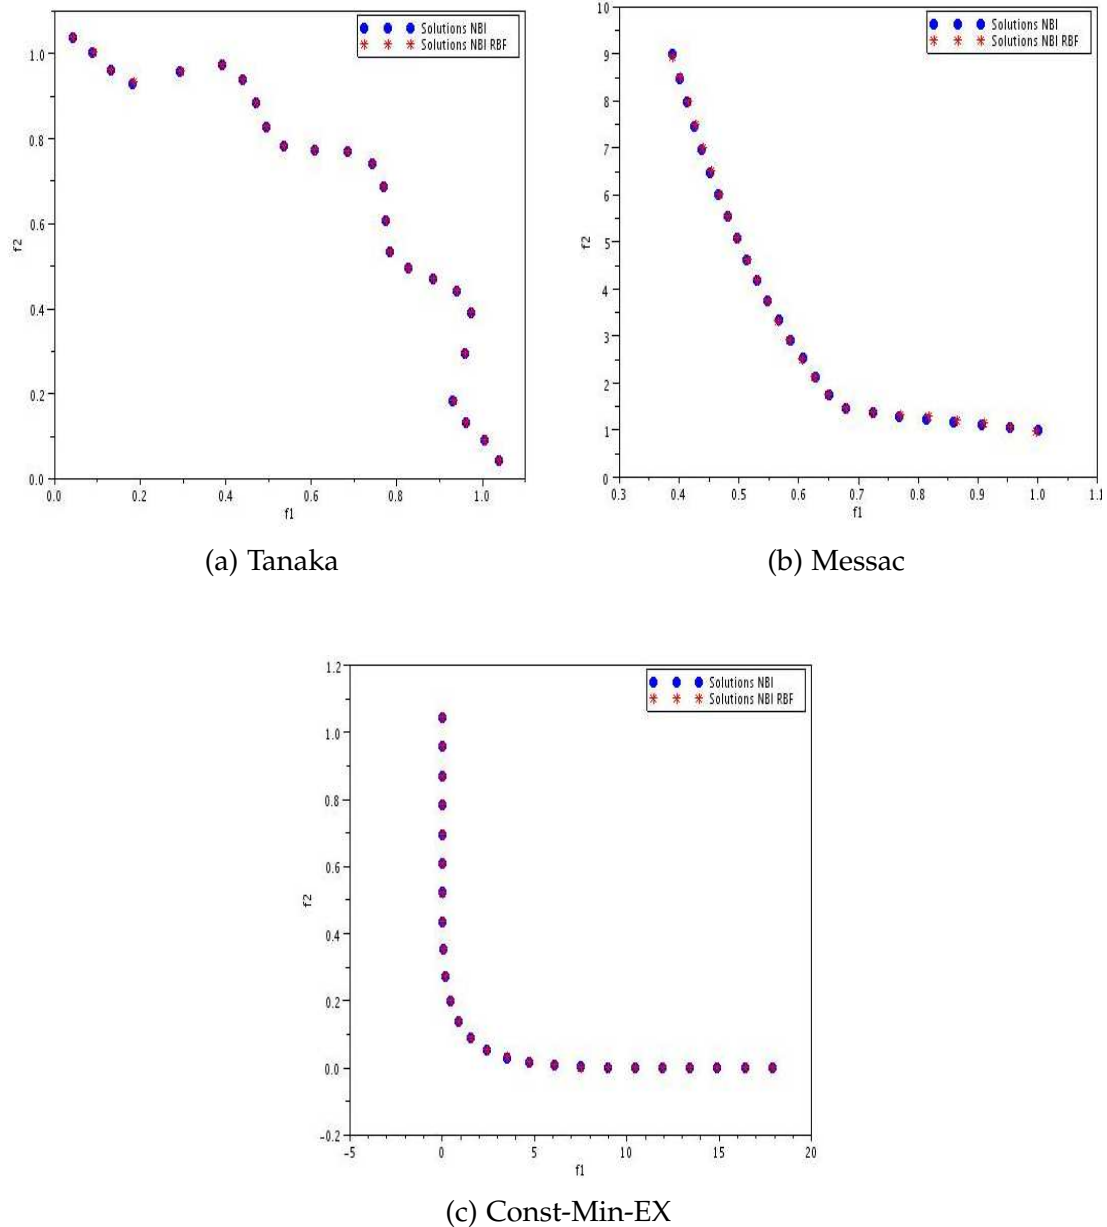 Solutions NBI
Solutions NBI RBF
1.0
0.8
0.6
0.4
0.2
0.0
f2
0.0 0.2 0.4 0.6 0.8 1.0
f1
(a) Tanaka
Solutions NBI
Solutions NBI RBF
10
9
8
7
6
5
4
3
2
1
0
f2
0.3 0.4 0.5 0.6 0.7 0.8 0.9 1.0 1.1
f1
(b) Messac
Solutions NBI
Solutions NBI RBF
1.2
1.0
0.8
0.6
0.4
0.2
0.0
-0.2
f2
-5 0 5 10 15 20
f1
(c) Const-Min-EX